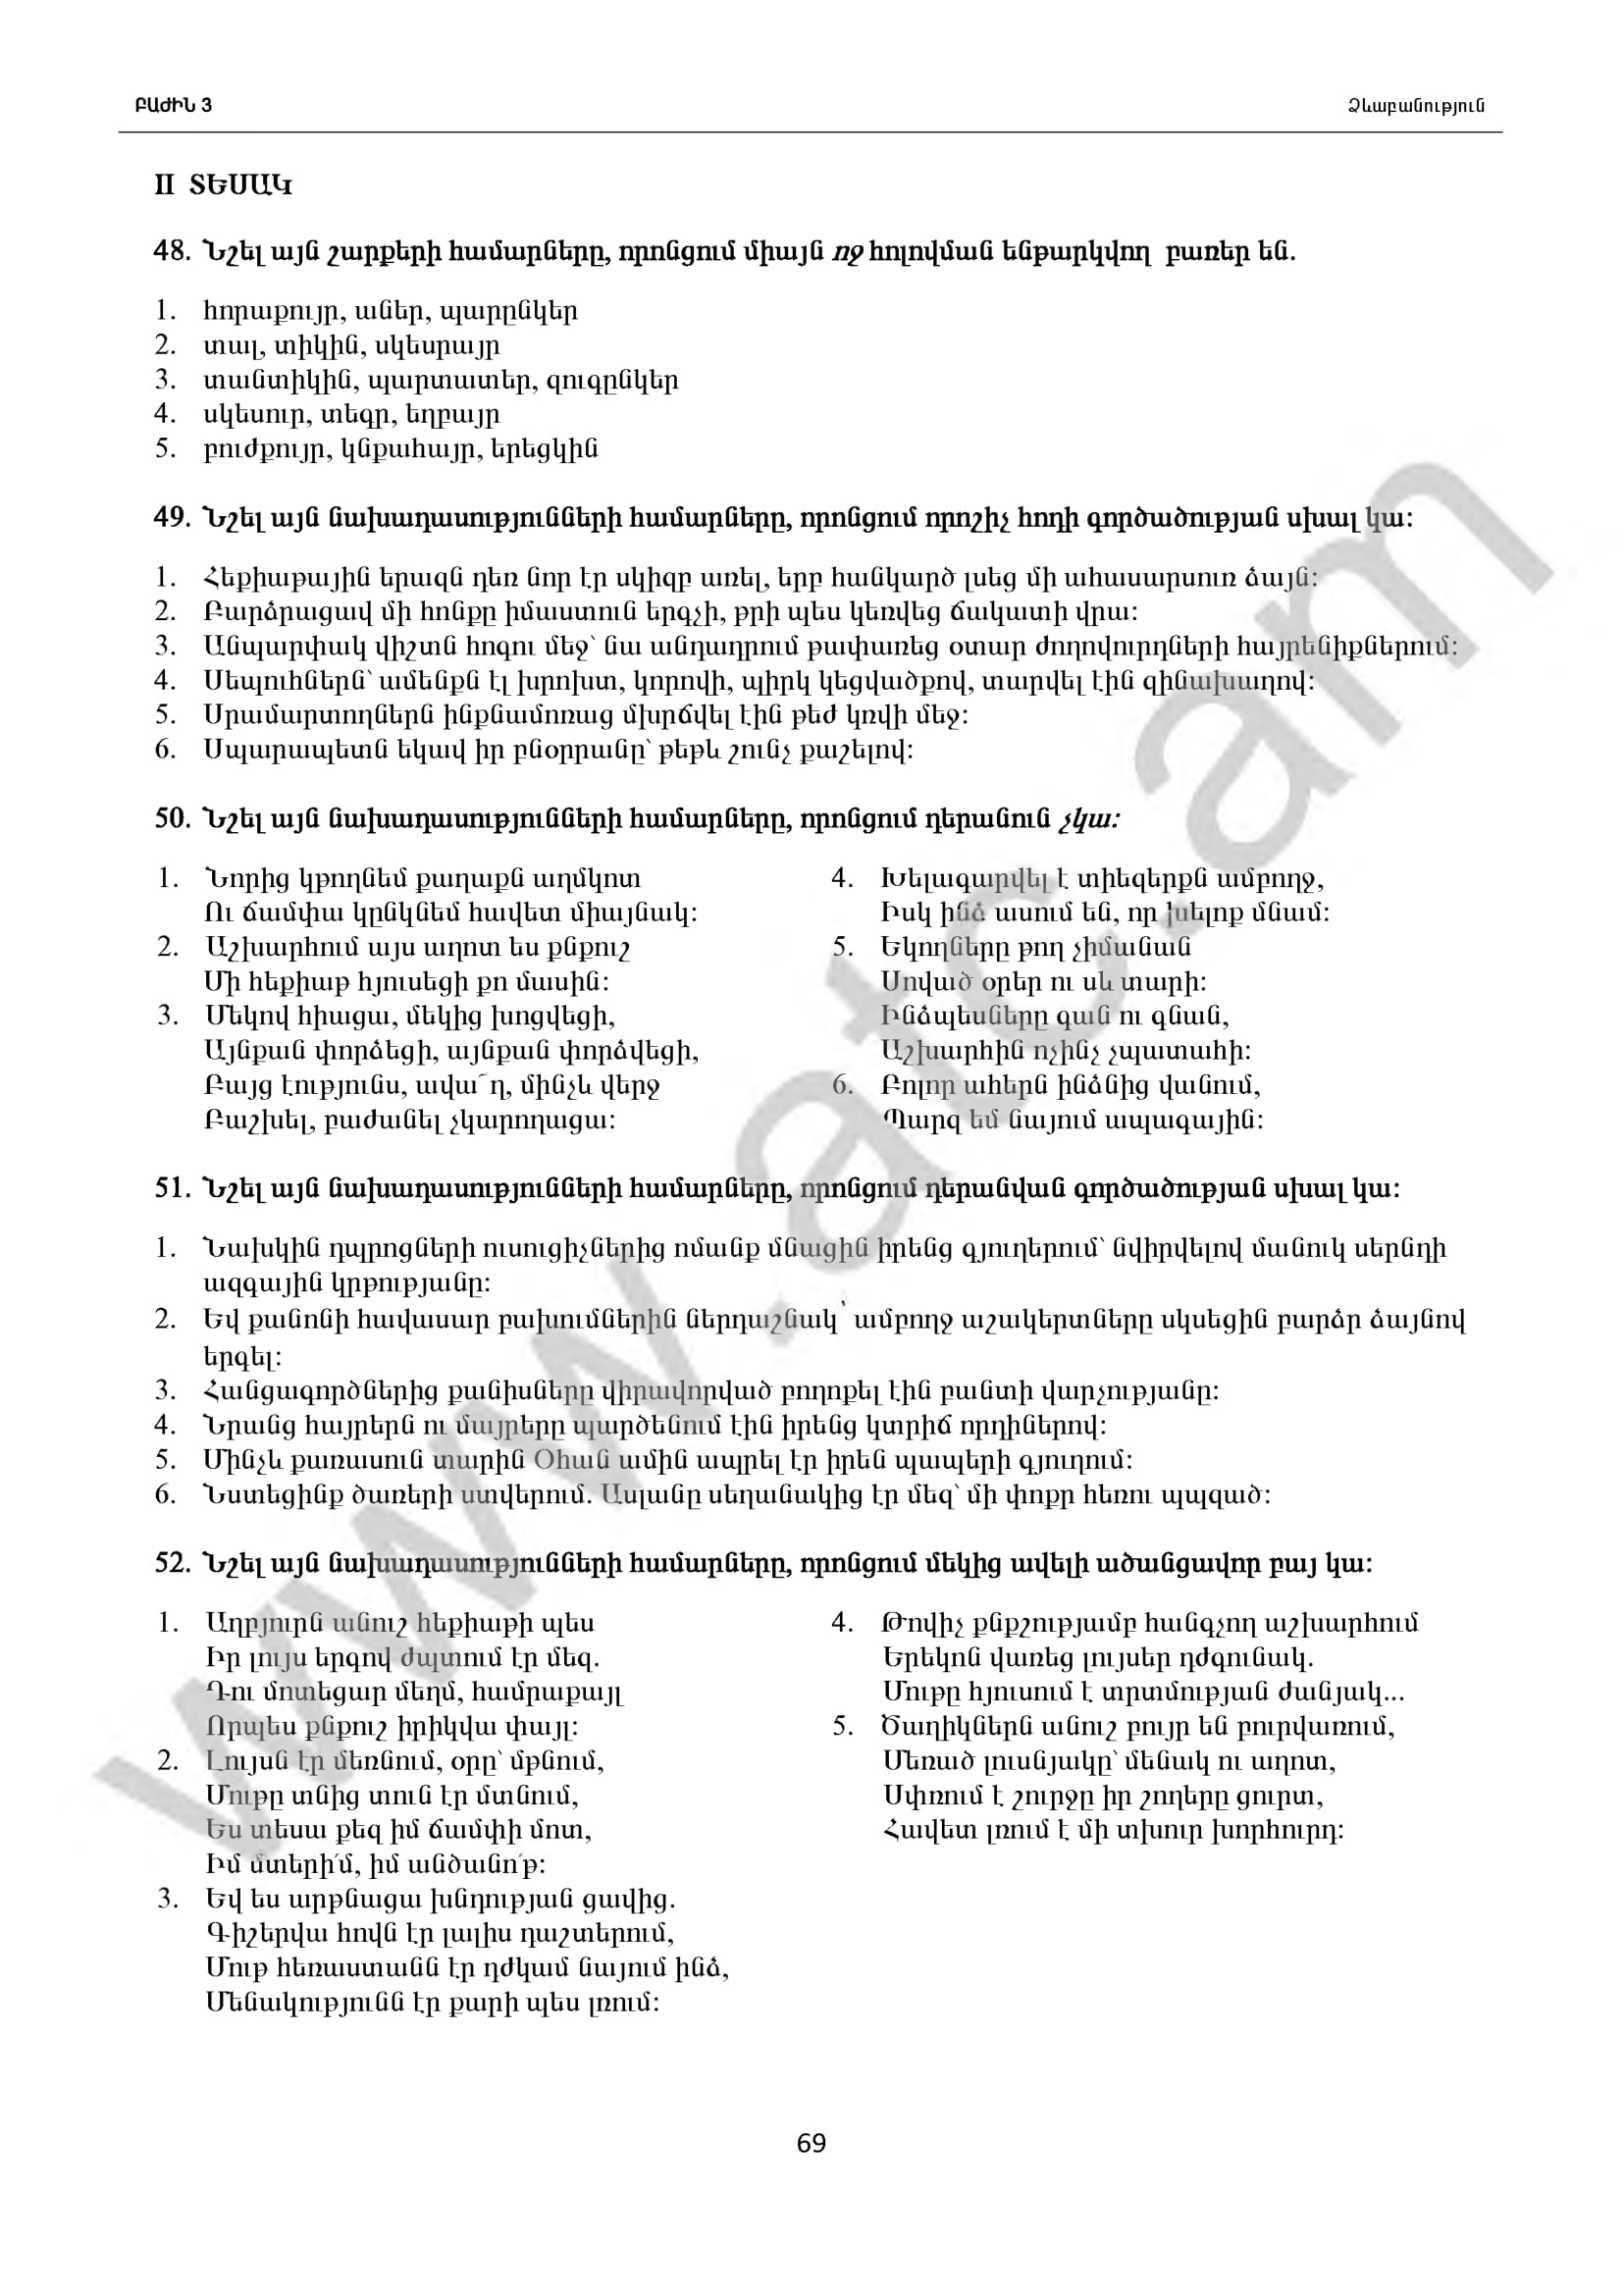 ԲԱԺԻՆ 3
Ձևաբանություն
II ՏԵՍԱԿ
48. Նշել այն շարքերի համարները, որոնցում միայն ոջ հոլովման ենթարկվող բառեր են.
1. հորաքույր, աներ, պարընկեր
2. տալ, տիկին, սկեսրայր
3. տանտիկին, պարտատեր, զուգընկեր
4. սկեսուր, տեգր, եղբայր
5. բուժքույր, կնքահայր, երեցկին
49. Նշել այն նախադասությունների համարները, որոնցում որոշիչ հոդի գործածության սխալ կա:
1. Հեքիաթային երազն դեռ նոր էր սկիզբ առել, երբ հանկարծ լսեց մի ահասարսուռ ձայն:
2. Բարձրացավ մի հոնքը իմաստուն երգչի, թրի պես կեռվեց ճակատի վրա:
3. Անպարփակ վիշտն հոգու մեջ՝ նա անդադրում թափառեց օտար ժողովուրդների հայրենիքներում:
4. Սեպուհներն՝ ամենքն էլ խրոխտ, կորովի, պիրկ կեցվածքով, տարվել էին զինախաղով:
5. Սրամարտողներն ինքնամոռաց մխրճվել էին թեժ կռվի մեջ:
6. Սպարապետն եկավ իր բնօրրանը՝ թեթև շունչ քաշելով:
50. Նշել այն նախադասությունների համարները, որոնցում դերանուն չկա:
1. Նորից կթողնեմ քաղաքն աղմկոտ
Ու ճամփա կընկնեմ հավետ միայնակ:
2. Աշխարհում այս աղոտ ես քնքուշ
Մի հեքիաթ հյուսեցի քո մասին:
3. Մեկով հիացա, մեկից խոցվեցի,
Այնքան փորձեցի, այնքան փորձվեցի,
Բայց էությունս, ավա՜ղ, մինչև վերջ
Բաշխել, բաժանել չկարողացա:
4. Խելագարվել է տիեզերքն ամբողջ,
Իսկ ինձ ասում են, որ խելոք մնամ:
5. Եկողները թող չիմանան
Սոված օրեր ու սև տարի:
Ինձպեսները գան ու գնան,
Աշխարհին ոչինչ չպատահի:
6. Բոլոր ահերն ինձնից վանում,
Պարզ եմ նայում ապագային:
51. Նշել այն նախադասությունների համարները, որոնցում դերանվան գործածության սխալ կա:
1. Նախկին դպրոցների ուսուցիչներից ոմանք մնացին իրենց գյուղերում՝ նվիրվելով մանուկ սերնդի
ազգային կրթությանը:
2. Եվ քանոնի հավասար բախումներին ներդաշնակ՝ ամբողջ աշակերտները սկսեցին բարձր ձայնով
երգել:
3. Հանցագործներից քանիսները վիրավորված բողոքել էին բանտի վարչությանը:
4. Նրանց հայրերն ու մայրերը պարծենում էին իրենց կտրիճ որդիներով:
5. Մինչև քառասուն տարին Օհան ամին ապրել էր իրեն պապերի գյուղում:
6. Նստեցինք ծառերի ստվերում. Ասլանը սեղանակից էր մեզ՝ մի փոքր հեռու պպզած:
52. Նշել այն նախադասությունների համարները, որոնցում մեկից ավելի ածանցավոր բայ կա:
1. Աղբյուրն անուշ հեքիաթի պես
Իր լույս երգով ժպտում էր մեզ.
Դու մոտեցար մեղմ, համրաքայլ
Որպես քնքուշ իրիկվա փայլ:
2. Լույսն էր մեռնում, օրը՝ մթնում,
Մութը տնից տուն էր մտնում,
Ես տեսա քեզ իմ ճամփի մոտ,
Իմ մտերի՛մ, իմ անծանո՛թ:
3. Եվ ես արթնացա խնդության ցավից.
Գիշերվա հովն էր լալիս դաշտերում,
Մութ հեռաստանն էր դժկամ նայում ինձ,
Մենակությունն էր քարի պես լռում:
4. Թովիչ քնքշությամբ հանգչող աշխարհում
Երեկոն վառեց լույսեր դժգունակ.
Մութը հյուսում է տրտմության ժանյակ...
5. Ծաղիկներն անուշ բույր են բուրվառում,
Մեռած լուսնյակը՝ մենակ ու աղոտ,
Սփռում է շուրջը իր շողերը ցուրտ,
Հավետ լռում է մի տխուր խորհուրդ:
69
www.atc.am